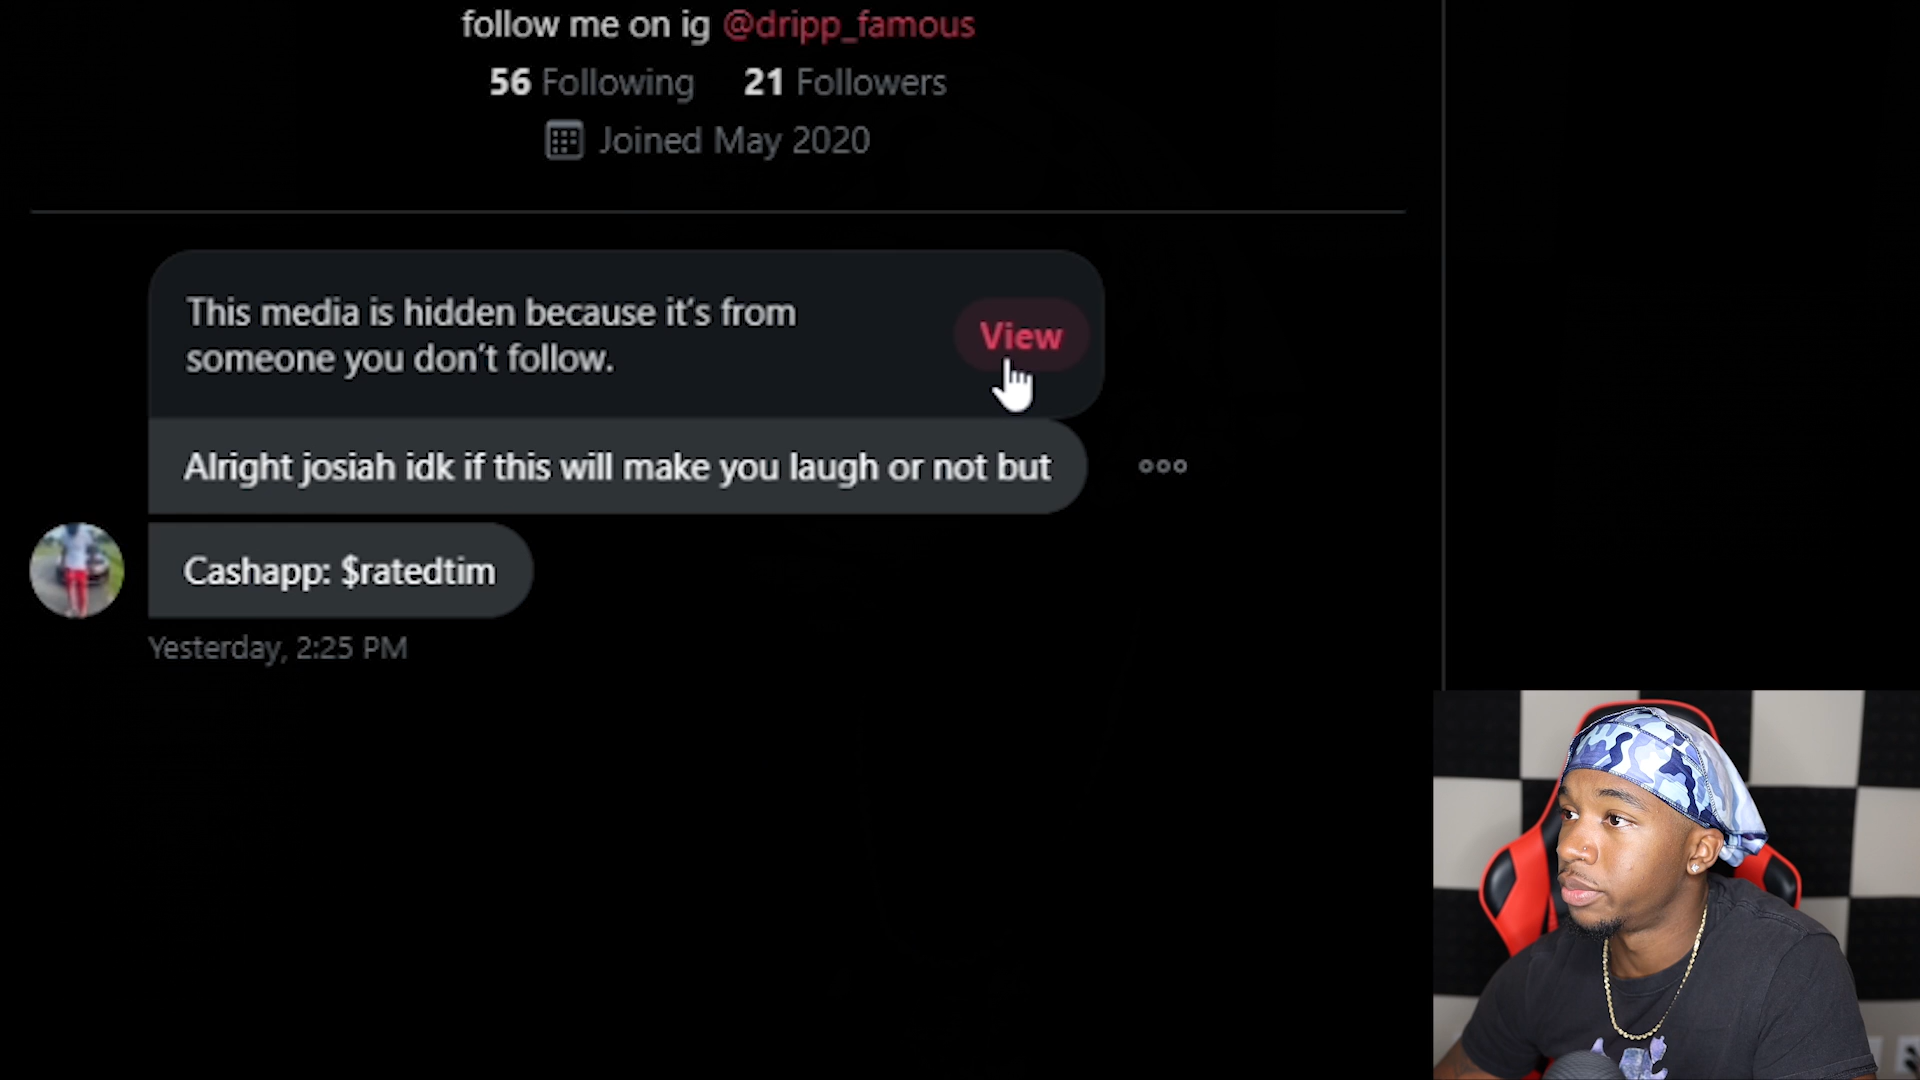 follow me on ig @dripp_famous
56 Following 21 Followers
Joined May 2020
This media is hidden because it's from
someone you don't follow.
View
Alright josiah idk if this will make you laugh or not but
Cashapp: $ratedtim
Yesterday, 2:25 PM